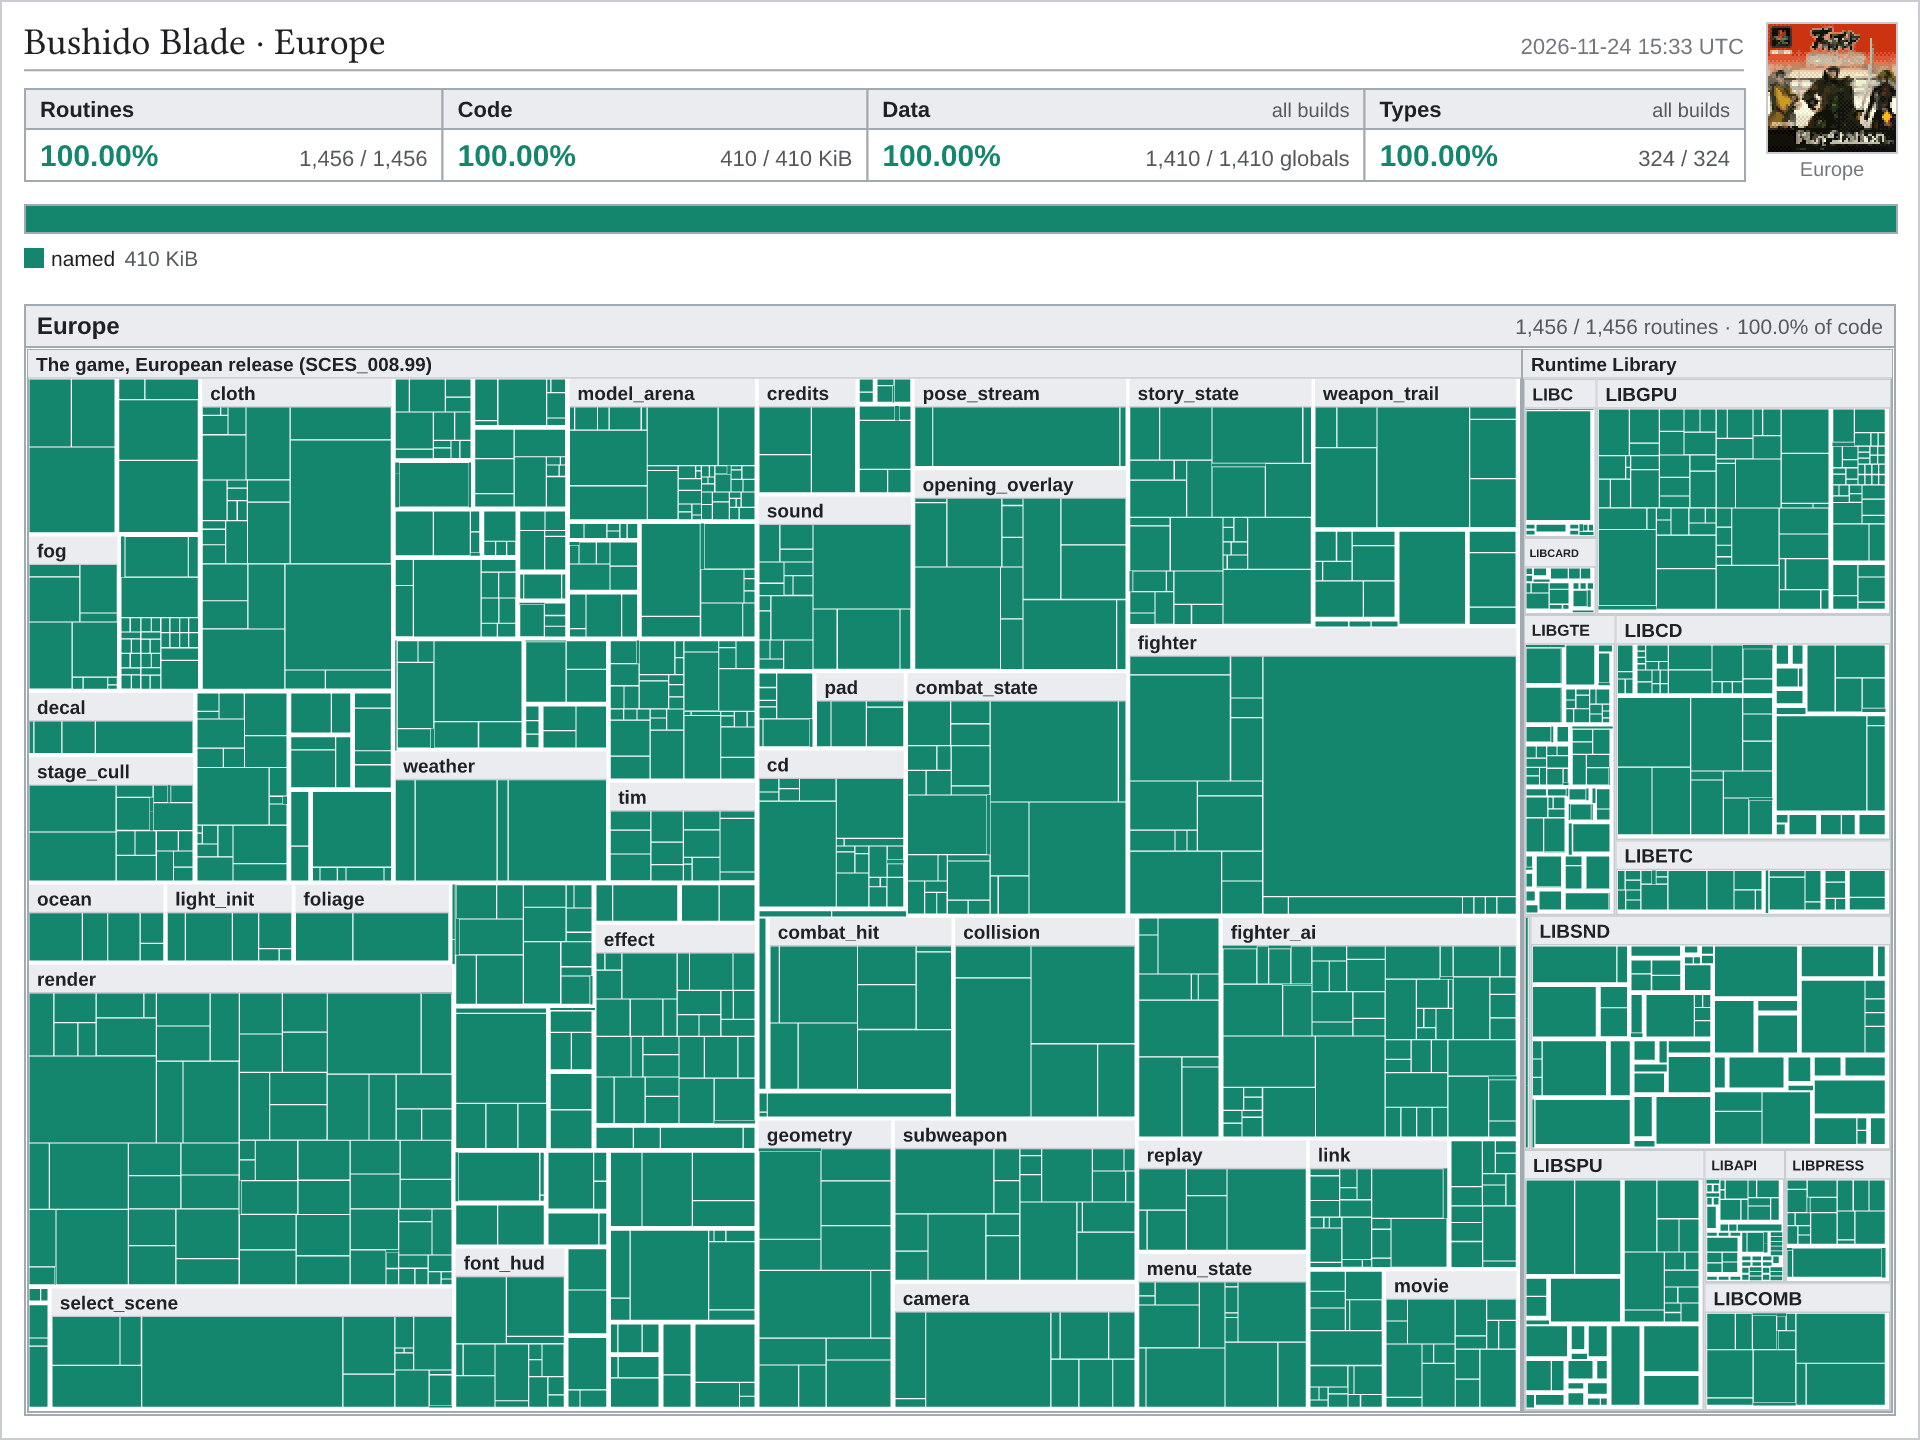 Bushido Blade · Europe
2026-11-24 15:33 UTC
Routines
Code
Data all builds
Types all builds
100.00% 1,456 / 1,456
100.00% 410 / 410 KiB
100.00% 1,410 / 1,410 globals
100.00% 324 / 324
PlayStation
Europe
named 410 KiB
Europe
1,456 / 1,456 routines · 100.0% of code
The game, European release (SCES_008.99)
Runtime Library
cloth
model_arena
credits
pose_stream
story_state
weapon_trail
LIBC
LIBGPU
opening_overlay
sound
fog
LIBCARD
LIBGTE
LIBCD
fighter
decal
pad
combat_state
stage_cull
weather
cd
tim
LIBETC
ocean
light_init
foliage
effect
combat_hit
collision
fighter_ai
LIBSND
render
geometry
subweapon
replay
link
LIBSPU
LIBAPI
LIBPRESS
font_hud
menu_state
movie
select_scene
camera
LIBCOMB